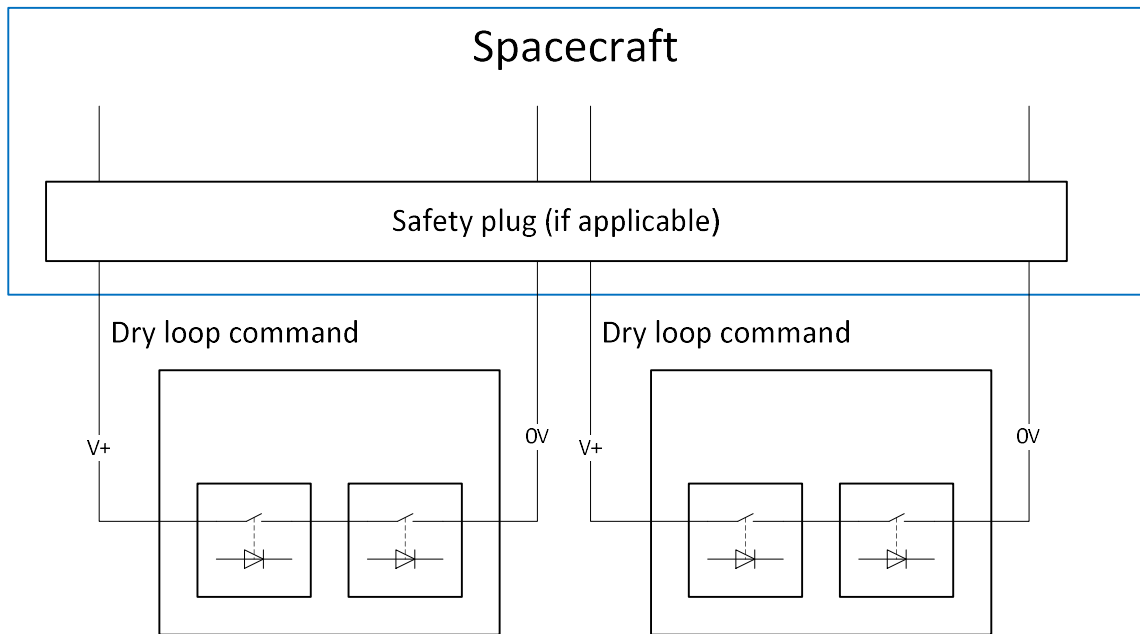 Spacecraft
Safety plug (if applicable)
Dry loop command
Dry loop command
V+
0V
V+
0V